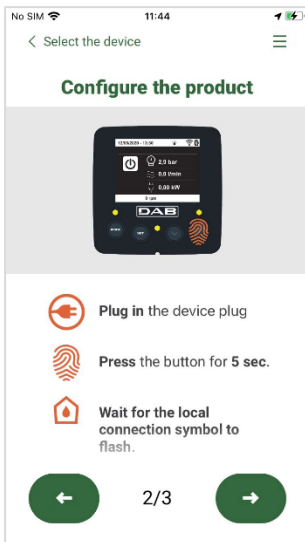 No SIM 11:44
Select the device
Configure the product
2,0 bar
0,0 l/min
0,00 kW
DAB
Plug in the device plug
Press the button for 5 sec.
Wait for the local
connection symbol to
flash.
2/3